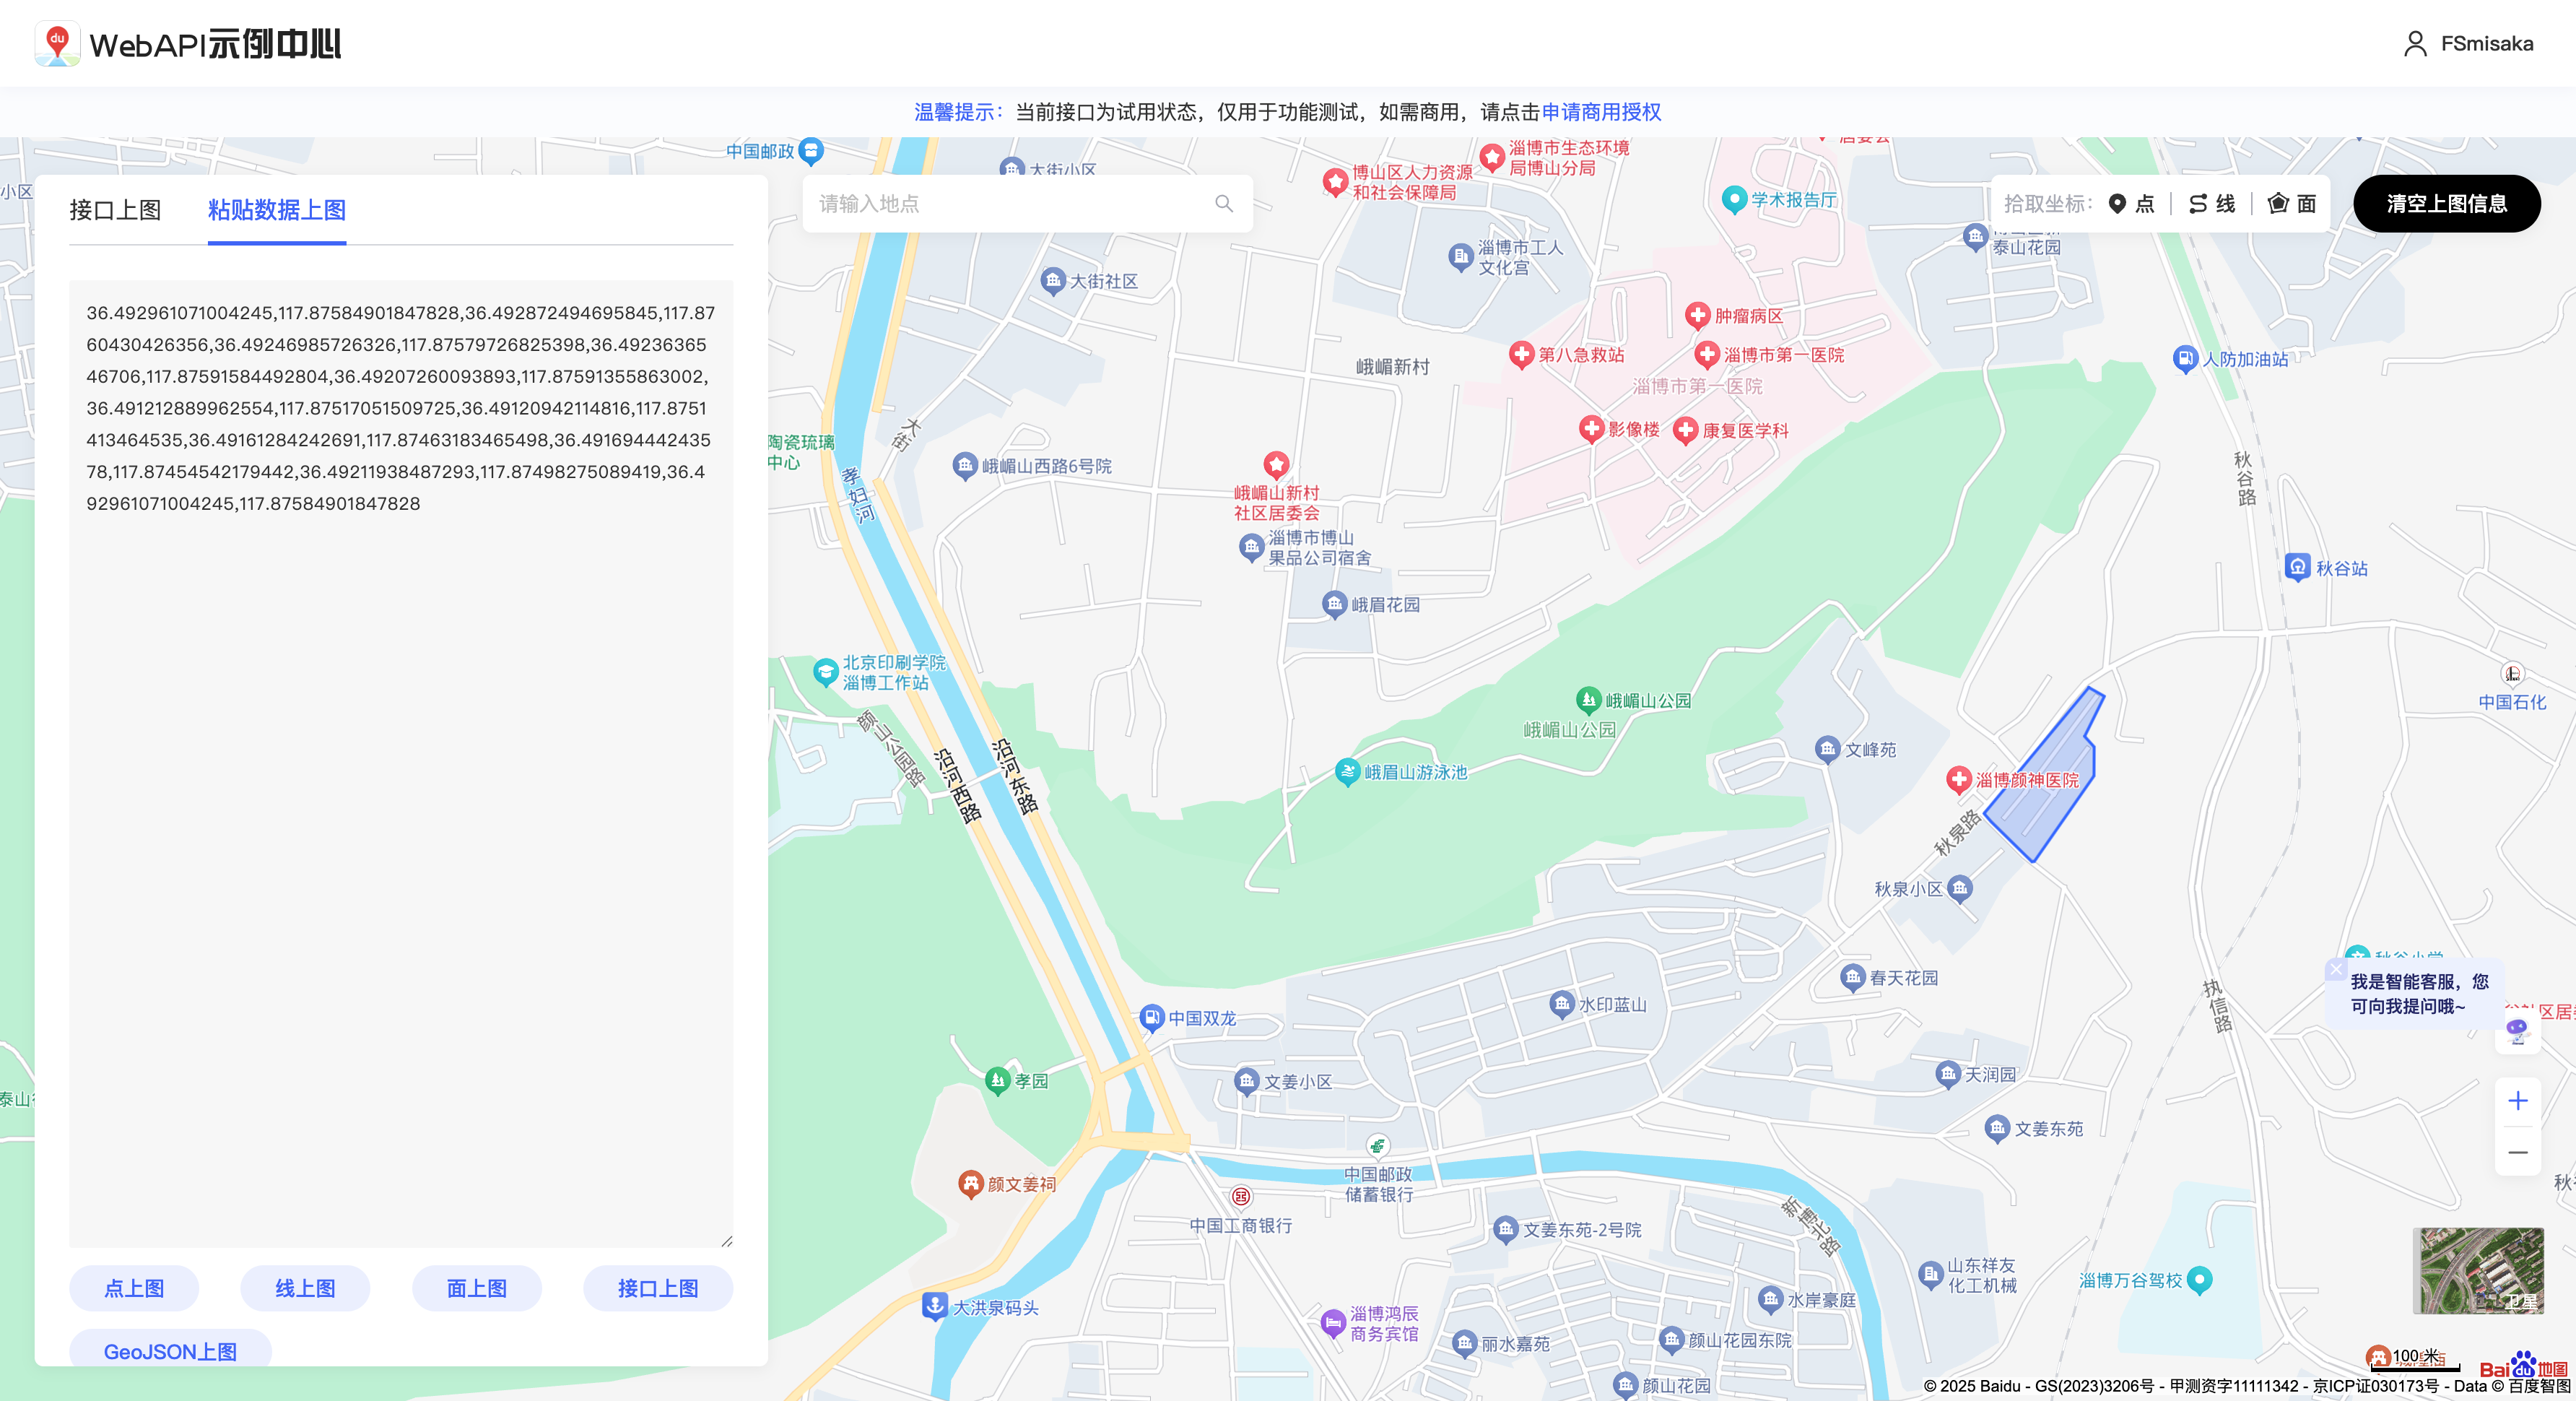 WebAPI示例中心
FSmisaka
温馨提示：当前接口为试用状态，仅用于功能测试，如需商用，请点击申请商用授权
接口上图
粘贴数据上图
36.492961071004245,117.87584901847828,36.492872494695845,117.87
60430426356,36.49246985726326,117.87579726825398,36.49236365
46706,117.87591584492804,36.49207260093893,117.87591355863002,
36.491212889962554,117.87517051509725,36.49120942114816,117.8751
413464535,36.49161284242691,117.87463183465498,36.491694442435
78,117.87454542179442,36.49211938487293,117.87498275089419,36.4
92961071004245,117.87584901847828
点上图
线上图
面上图
接口上图
GeoJSON上图
请输入地点
拾取坐标：
点
线
面
清空上图信息
中国邮政
大街小区
博山区人力资源
和社会保障局
淄博市生态环境
局博山分局
学术报告厅
小区
大街社区
淄博市工人
文化宫
泰山花园
肿瘤病区
第八急救站
淄博市第一医院
淄博市第一医院
峨嵋新村
人防加油站
影像楼
康复医学科
大街
陶瓷琉璃
中心
孝妇河
峨嵋山西路6号院
峨嵋山新村
社区居委会
淄博市博山
果品公司宿舍
峨眉花园
秋谷路
秋谷站
北京印刷学院
淄博工作站
颜山公园路
沿河西路
沿河东路
峨嵋山公园
峨嵋山公园
峨眉山游泳池
文峰苑
淄博颜神医院
中国石化
秋泉路
秋泉小区
春天花园
水印蓝山
执信路
我是智能客服，您
可向我提问哦~
中国双龙
孝园
文姜小区
天润园
文姜东苑
中国邮政
储蓄银行
颜文姜祠
中国工商银行
文姜东苑-2号院
新博北路
山东祥友
化工机械
淄博万谷驾校
大洪泉码头
淄博鸿辰
商务宾馆
水岸豪庭
丽水嘉苑
颜山花园东院
颜山花园
卫星
100 米
Bai du 地图
© 2025 Baidu - GS(2023)3206号 - 甲测资字11111342 - 京ICP证030173号 - Data © 百度智图